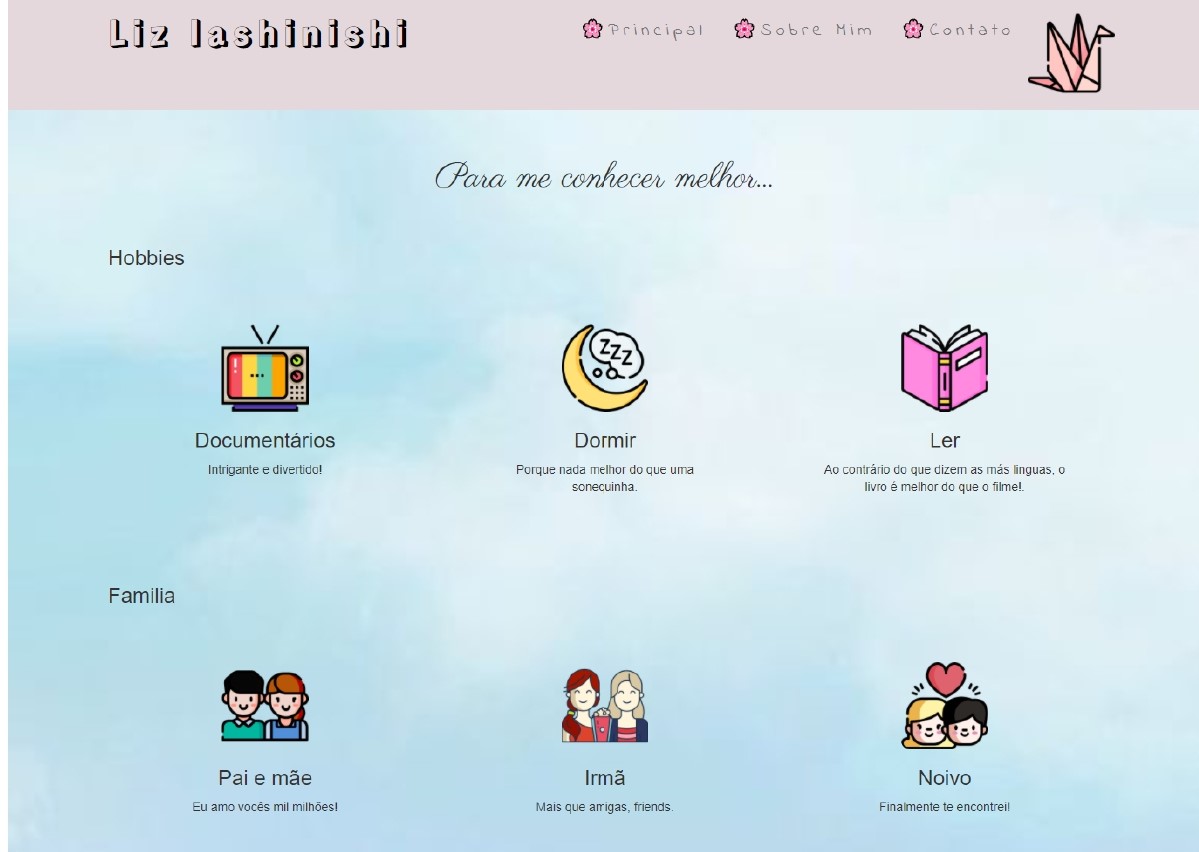 Liz Iashinishi
Principal Sobre Mim Contato
Para me conhecer melhor...
Hobbies
! ...
ZZZ
Documentários Dormir Ler
Intrigante e divertido!
Porque nada melhor do que uma
sonecuinha.
Ao contrário do que dizem as más linguas, o
livro é melhor do que o filme!.
Familia
Pai e mãe Irmã Noivo
Eu amo vocês mil milhões! Mais que amigas, friends. Finalmente te encontrei!